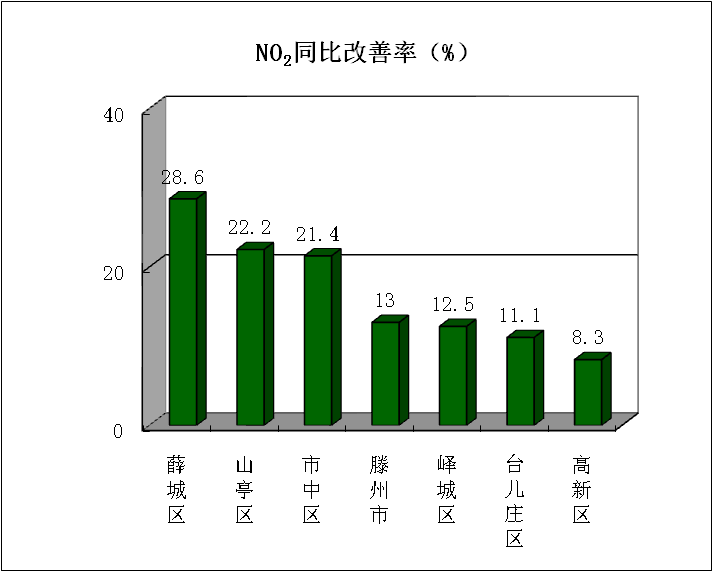 NO₂同比改善率（%）
40
20
0
28.6
22.2
21.4
13
12.5
11.1
8.3
薛城区
山亭区
市中区
滕州市
峄城区
台儿庄区
高新区